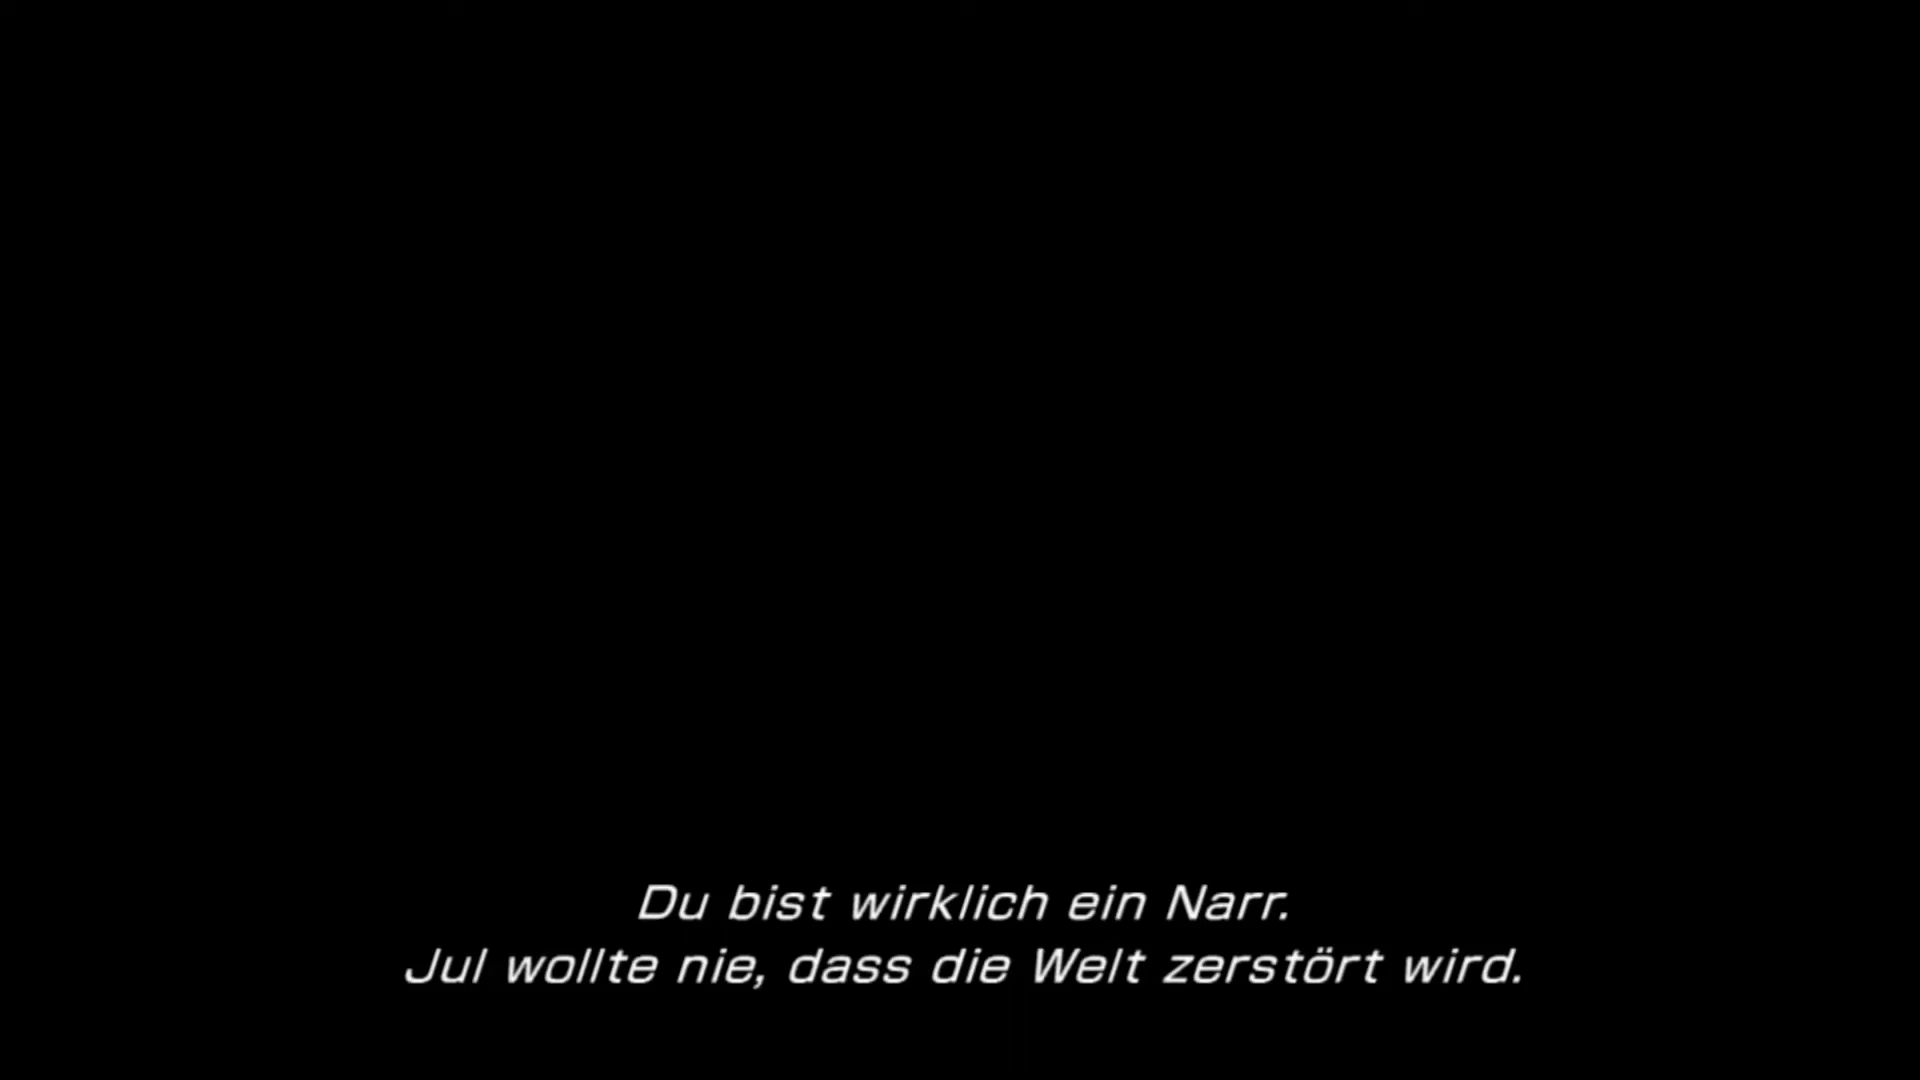 Du bist wirklich ein Narr.
Jul wollte nie, dass die Welt zerstört wird.